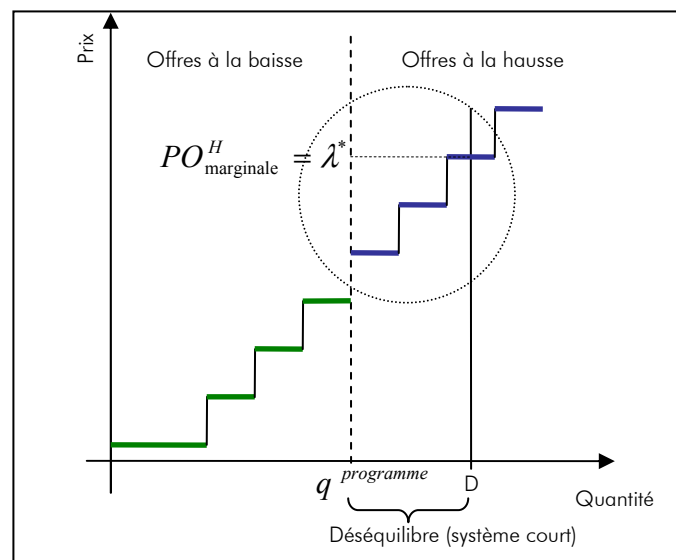 Prix
Offres à la baisse
Offres à la hausse
PO^H_marginale = λ*
q^programme
D
Quantité
Déséquilibre (système court)